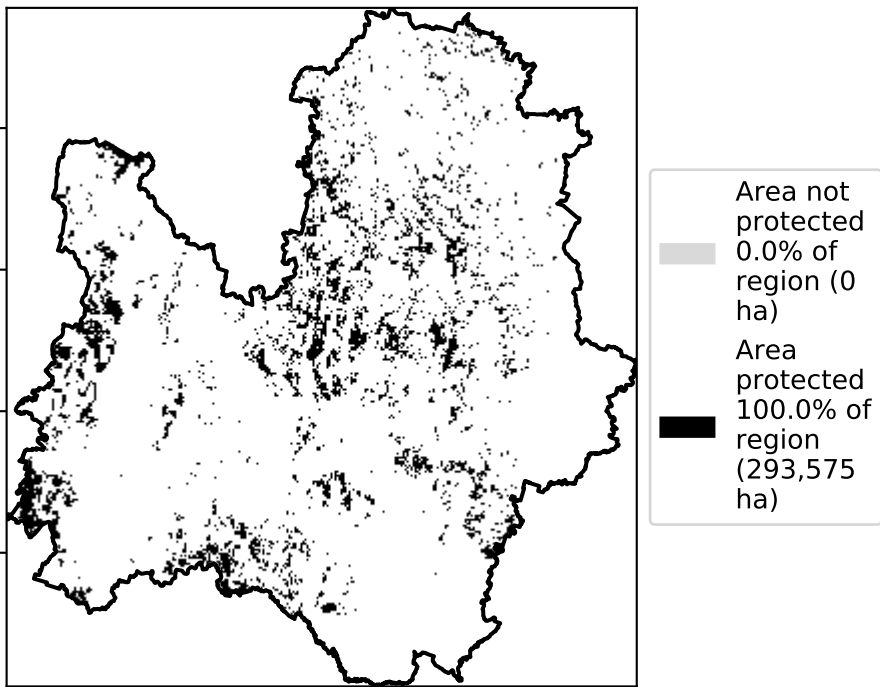 Area not
protected
0.0% of
region (0
ha)
Area
protected
100.0% of
region
(293,575
ha)